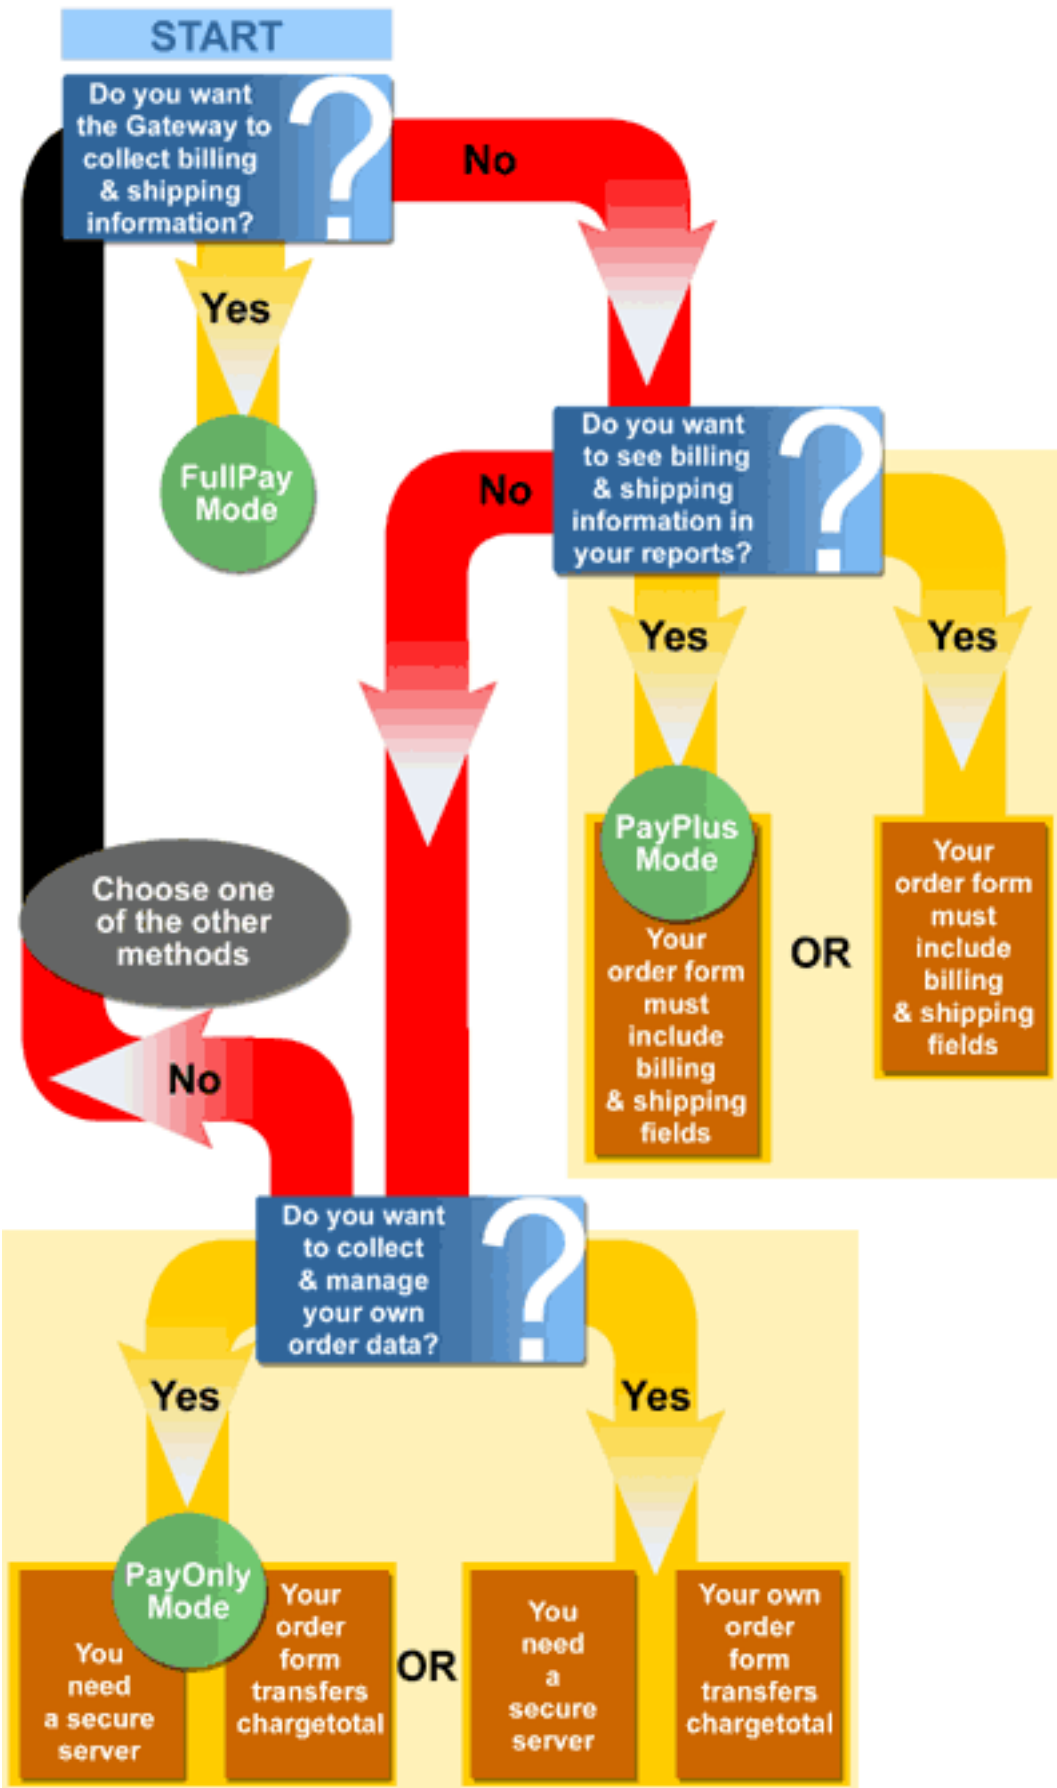 START
Do you want
the Gateway to
collect billing
& shipping
information?
No
Yes
FullPay
Mode
Do you want
to see billing
& shipping
information in
your reports?
No
Yes
Yes
PayPlus
Mode
Your
order form
must
include
billing
& shipping
fields
OR
Your
order form
must
include
billing
& shipping
fields
Choose one
of the other
methods
No
Do you want
to collect
& manage
your own
order data?
Yes
Yes
PayOnly
Mode
You
need
a secure
server
Your
order
form
transfers
chargetotal
OR
You
need
a
secure
server
Your own
order
form
transfers
chargetotal